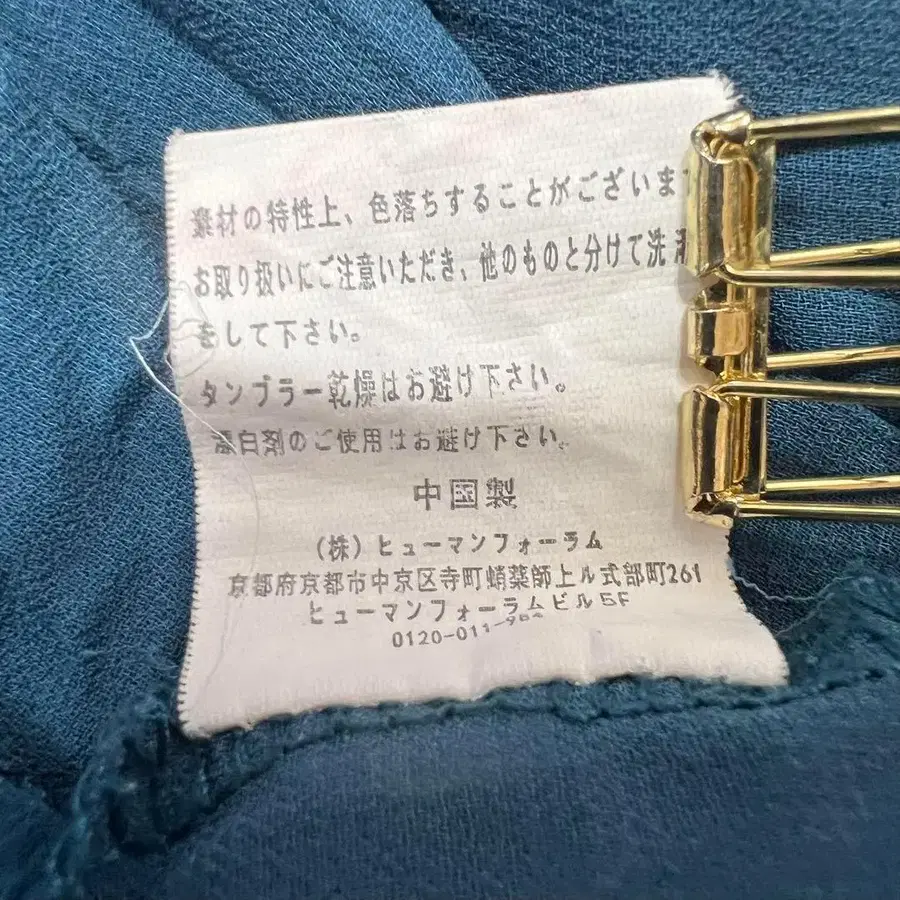 素材の特性上、色落ちすることがございま
お取り扱いにご注意いただき、他のものと分けて洗濯
をして下さい。
タンブラー乾燥はお避け下さい。
漂白剤のご使用はお避け下さい。
中国製
(株)ヒューマンフォーラム
京都府京都市中京区寺町蛸薬師上ル式部町261
ヒューマンフォーラムビル5F
0120-011-